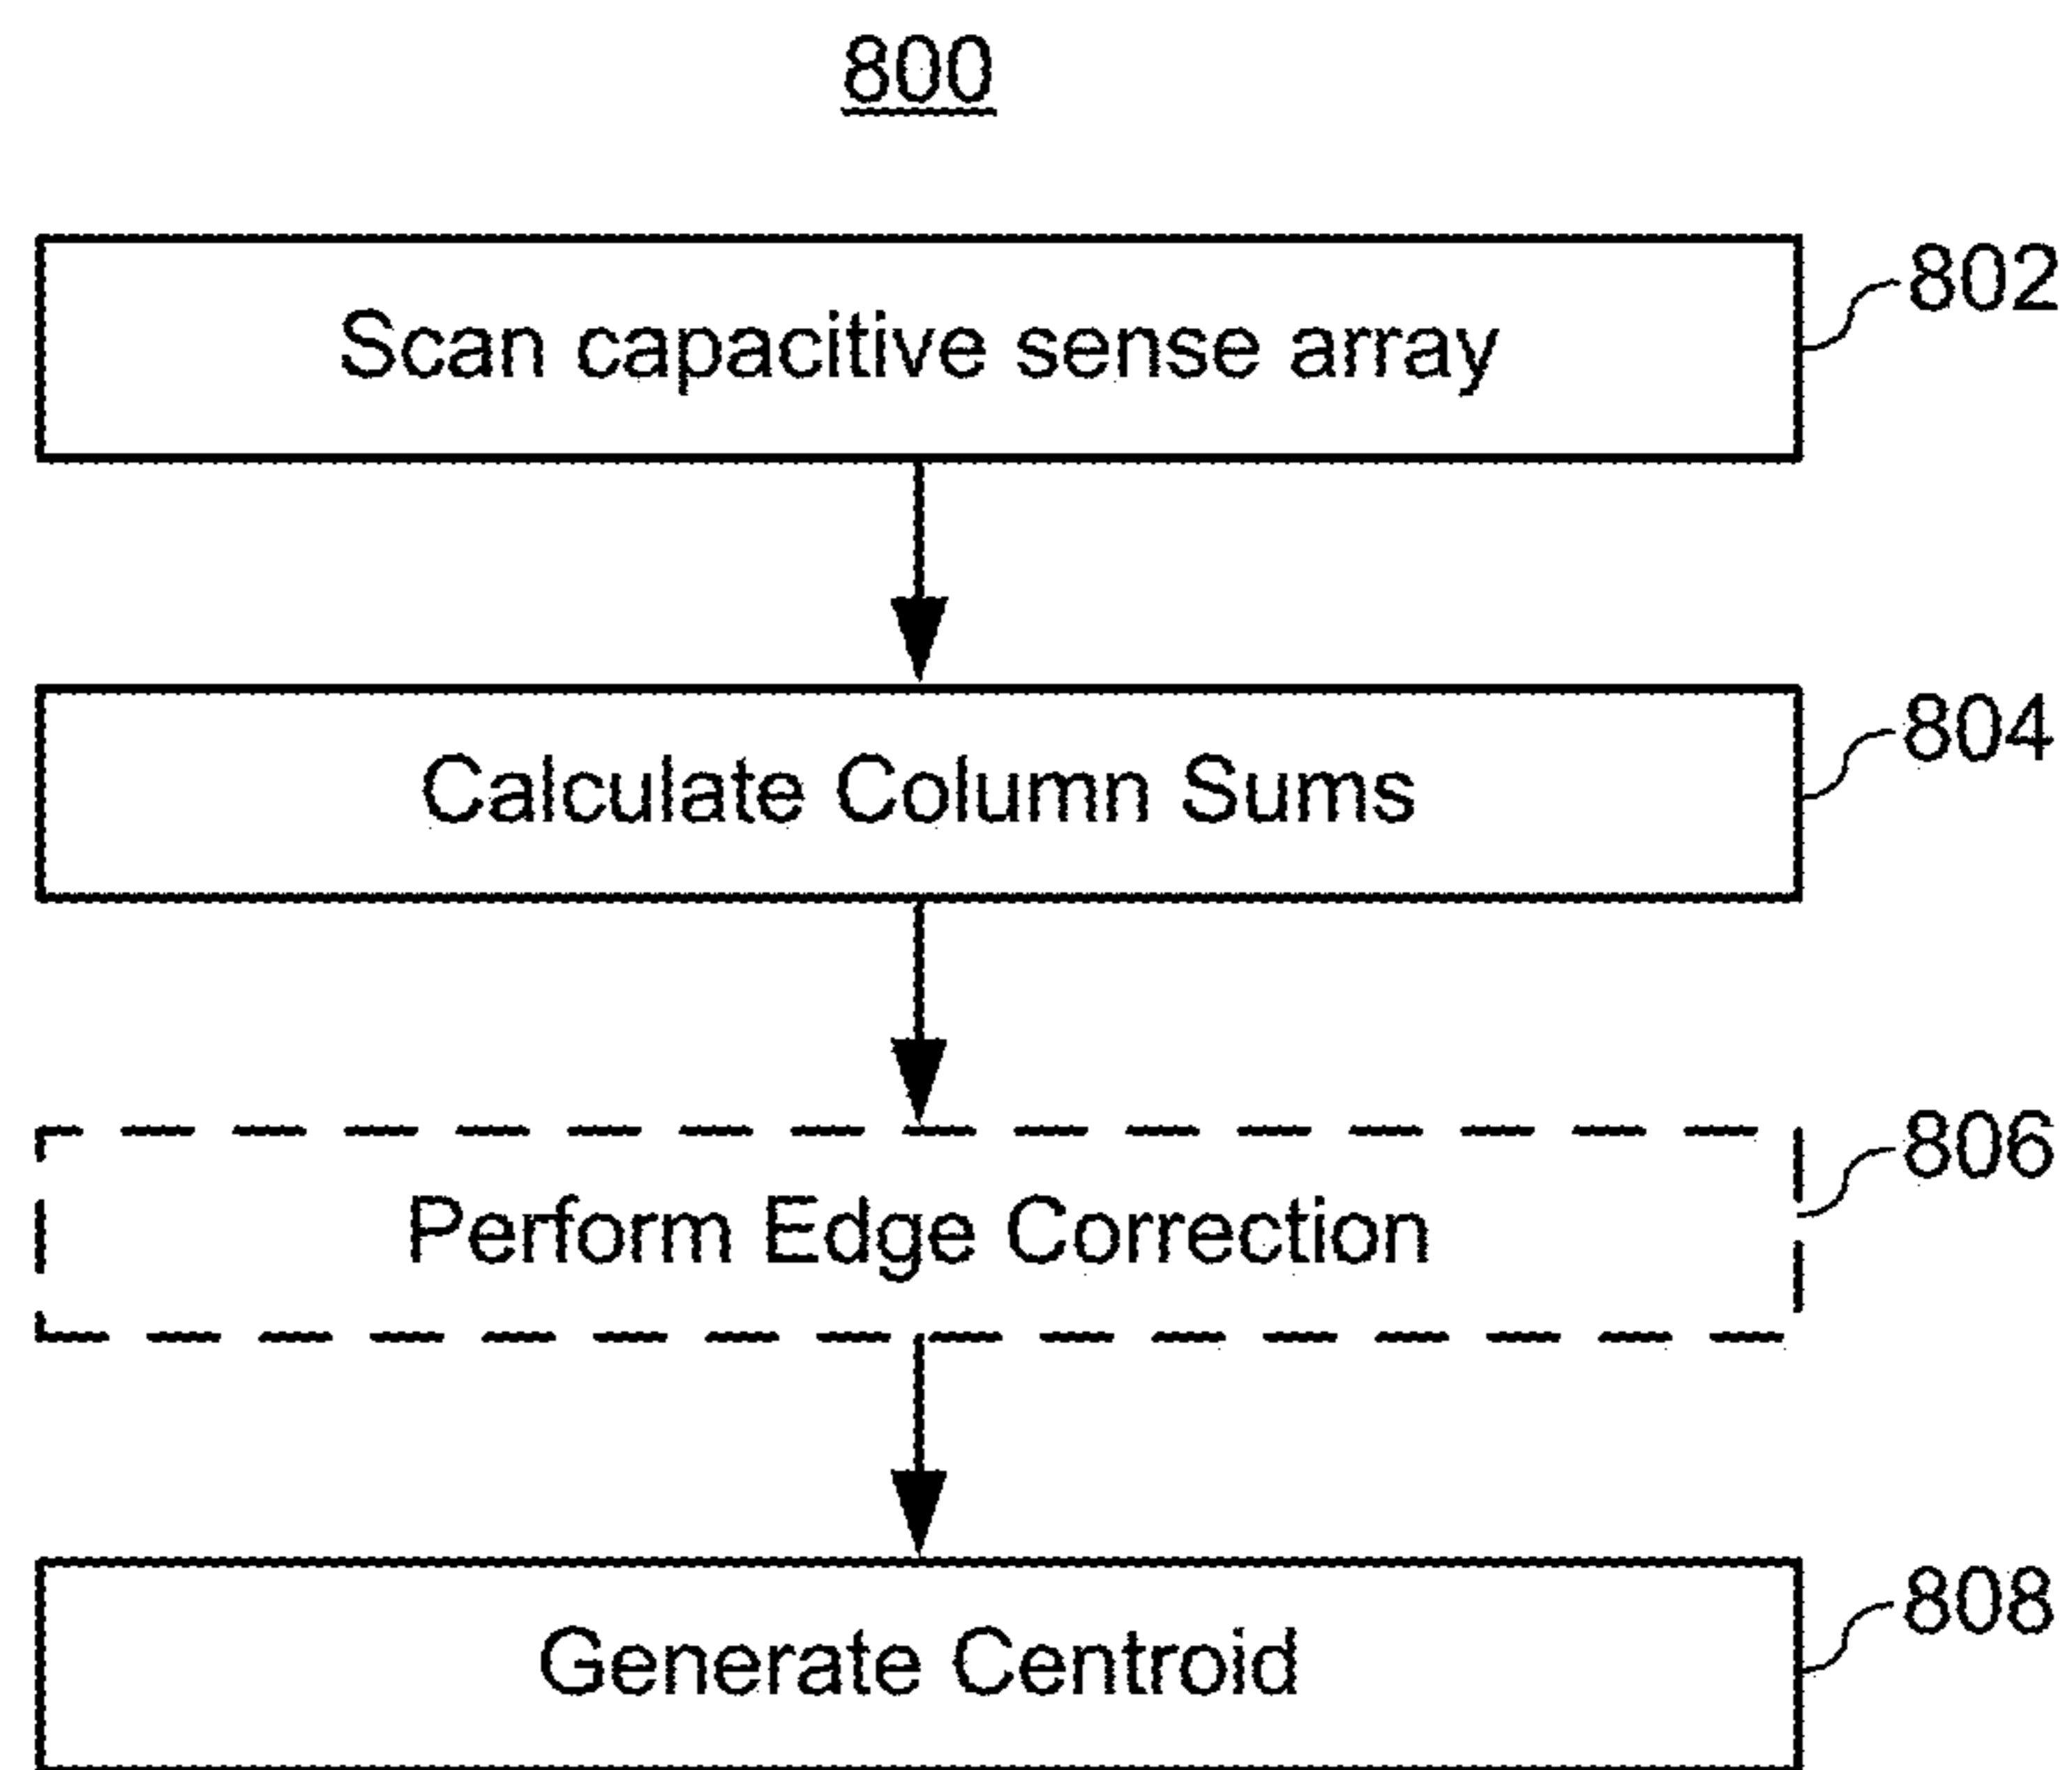 800
Scan capacitive sense array
802
Calculate Column Sums
804
Perform Edge Correction
806
Generate Centroid
808